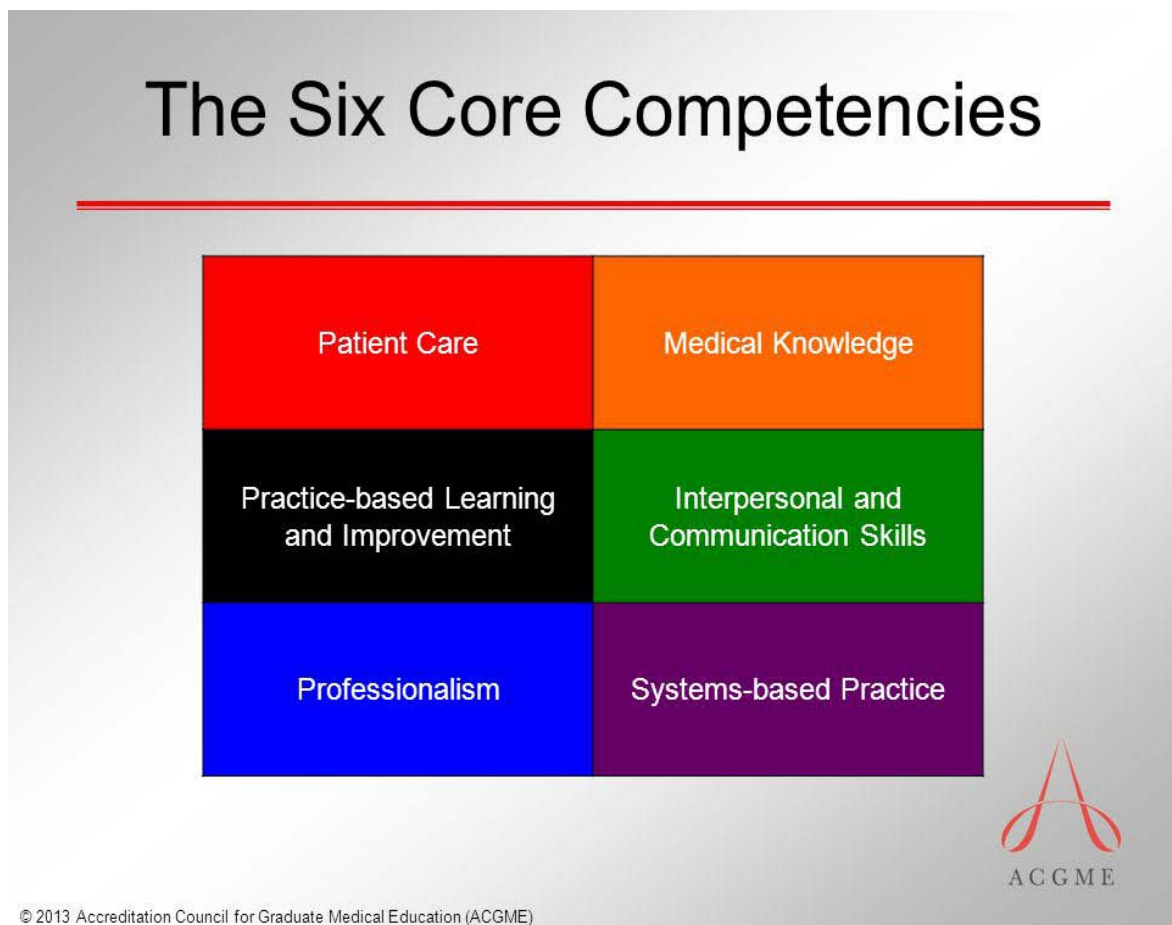 The Six Core Competencies
Patient Care
Medical Knowledge
Practice-based Learning
and Improvement
Interpersonal and
Communication Skills
Professionalism
Systems-based Practice
ACGME
© 2013 Accreditation Council for Graduate Medical Education (ACGME)